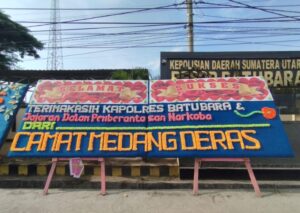 KEPOLISIAN DAERAH SUMATERA UTARA
SELAMAT SUKSES
TERIMAKASIH KAPOLRES BATUBARA &
Jajaran Dalam Pemberantasan Narkoba
DARI
CAMAT MEDANG DERAS